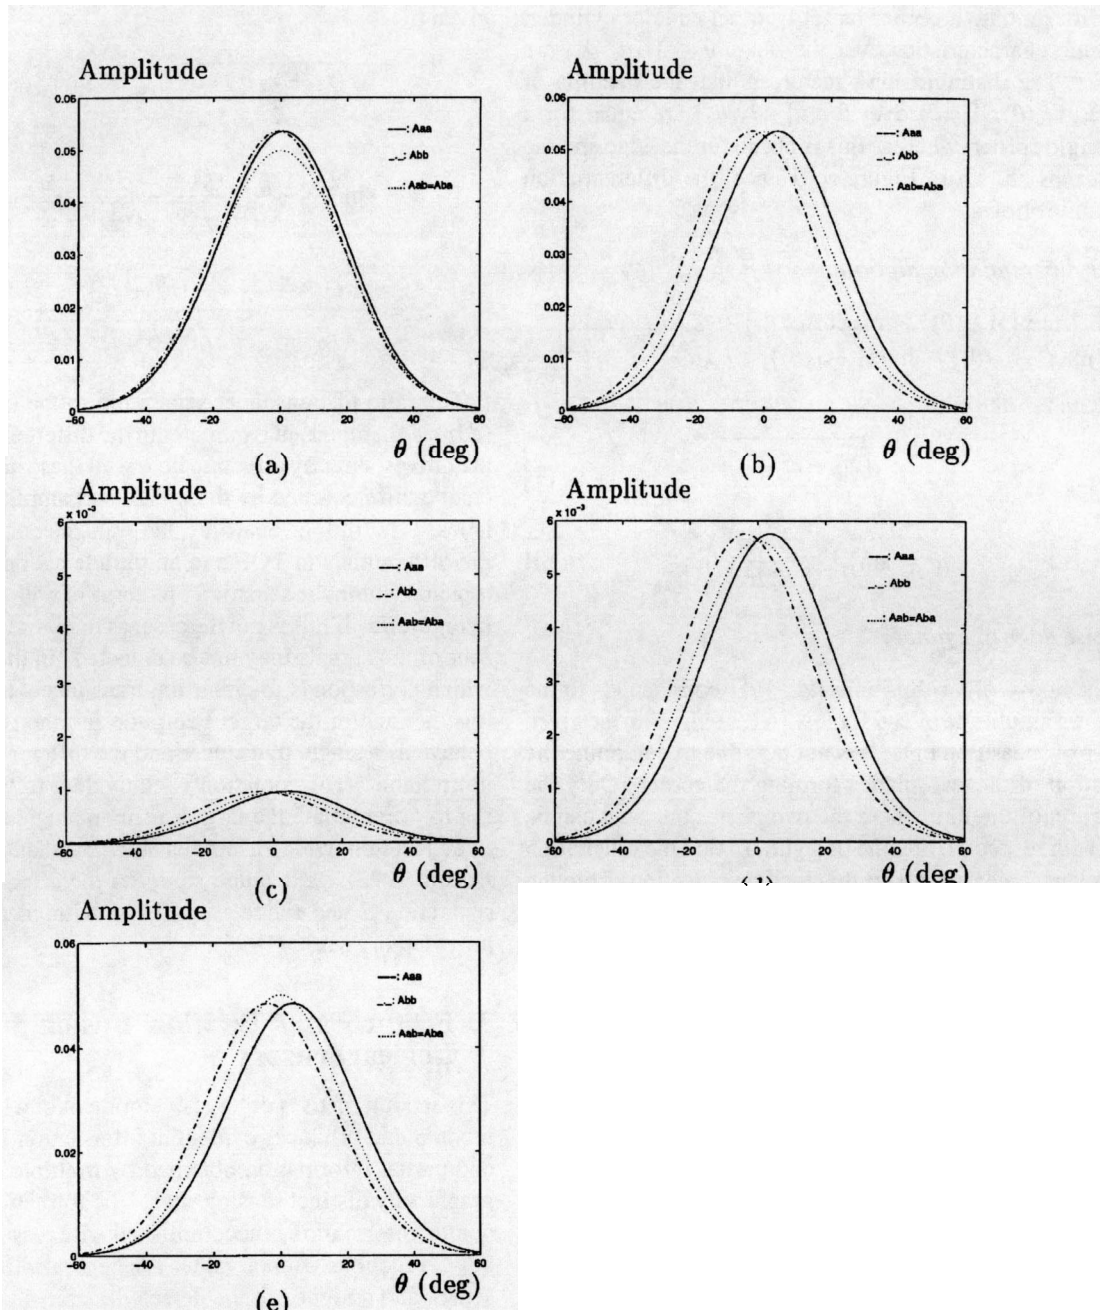 Amplitude
0.06
0.05
0.04
0.03
0.02
0.01
0
-60 -40 -20 0 20 40 60
: Aaa
: Abb
: Aab=Aba
θ (deg)
(a)
Amplitude
0.06
0.05
0.04
0.03
0.02
0.01
-40 -20 0 20 40 60
: Aaa
: Abb
: Aab=Aba
θ (deg)
(b)
Amplitude
6 ×10⁻³
5
4
3
2
1
0
-60 -40 -20 0 20 40 60
: Aaa
: Abb
: Aab=Aba
θ (deg)
(c)
Amplitude
6 ×10⁻³
5
4
3
2
1
0
-60 -40 -20 0 20 40 60
: Aaa
: Abb
: Aab=Aba
θ (deg)
Amplitude
0.06
0.04
0.02
0
-60 -40 -20 0 20 40 60
: Aaa
: Abb
: Aab=Aba
θ (deg)
(e)